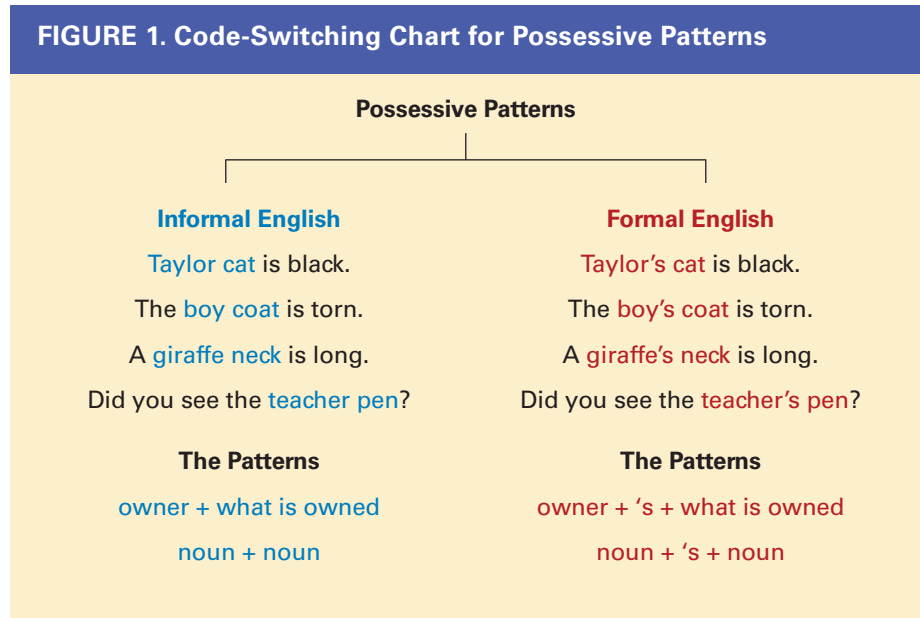 FIGURE 1. Code-Switching Chart for Possessive Patterns
Possessive Patterns
Informal English
Taylor cat is black.
The boy coat is torn.
A giraffe neck is long.
Did you see the teacher pen?
The Patterns
owner + what is owned
noun + noun
Formal English
Taylor’s cat is black.
The boy’s coat is torn.
A giraffe’s neck is long.
Did you see the teacher’s pen?
The Patterns
owner + ‘s + what is owned
noun + ‘s + noun